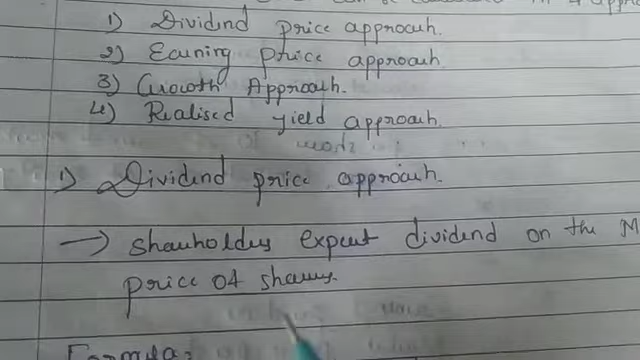 1) Dividend price approach.
2) Earning price approach
3) Growth Approach.
4) Realised yield approach.
1) Dividend price approach.
→ Shareholders expect dividend on the M
price of shares.
Formula: